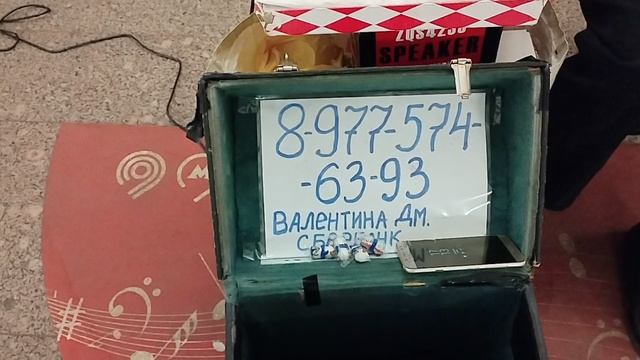 SPEAKER
8-977-574-
-63-93
ВАЛЕНТИНА ДМ.
СБЕРБАНК